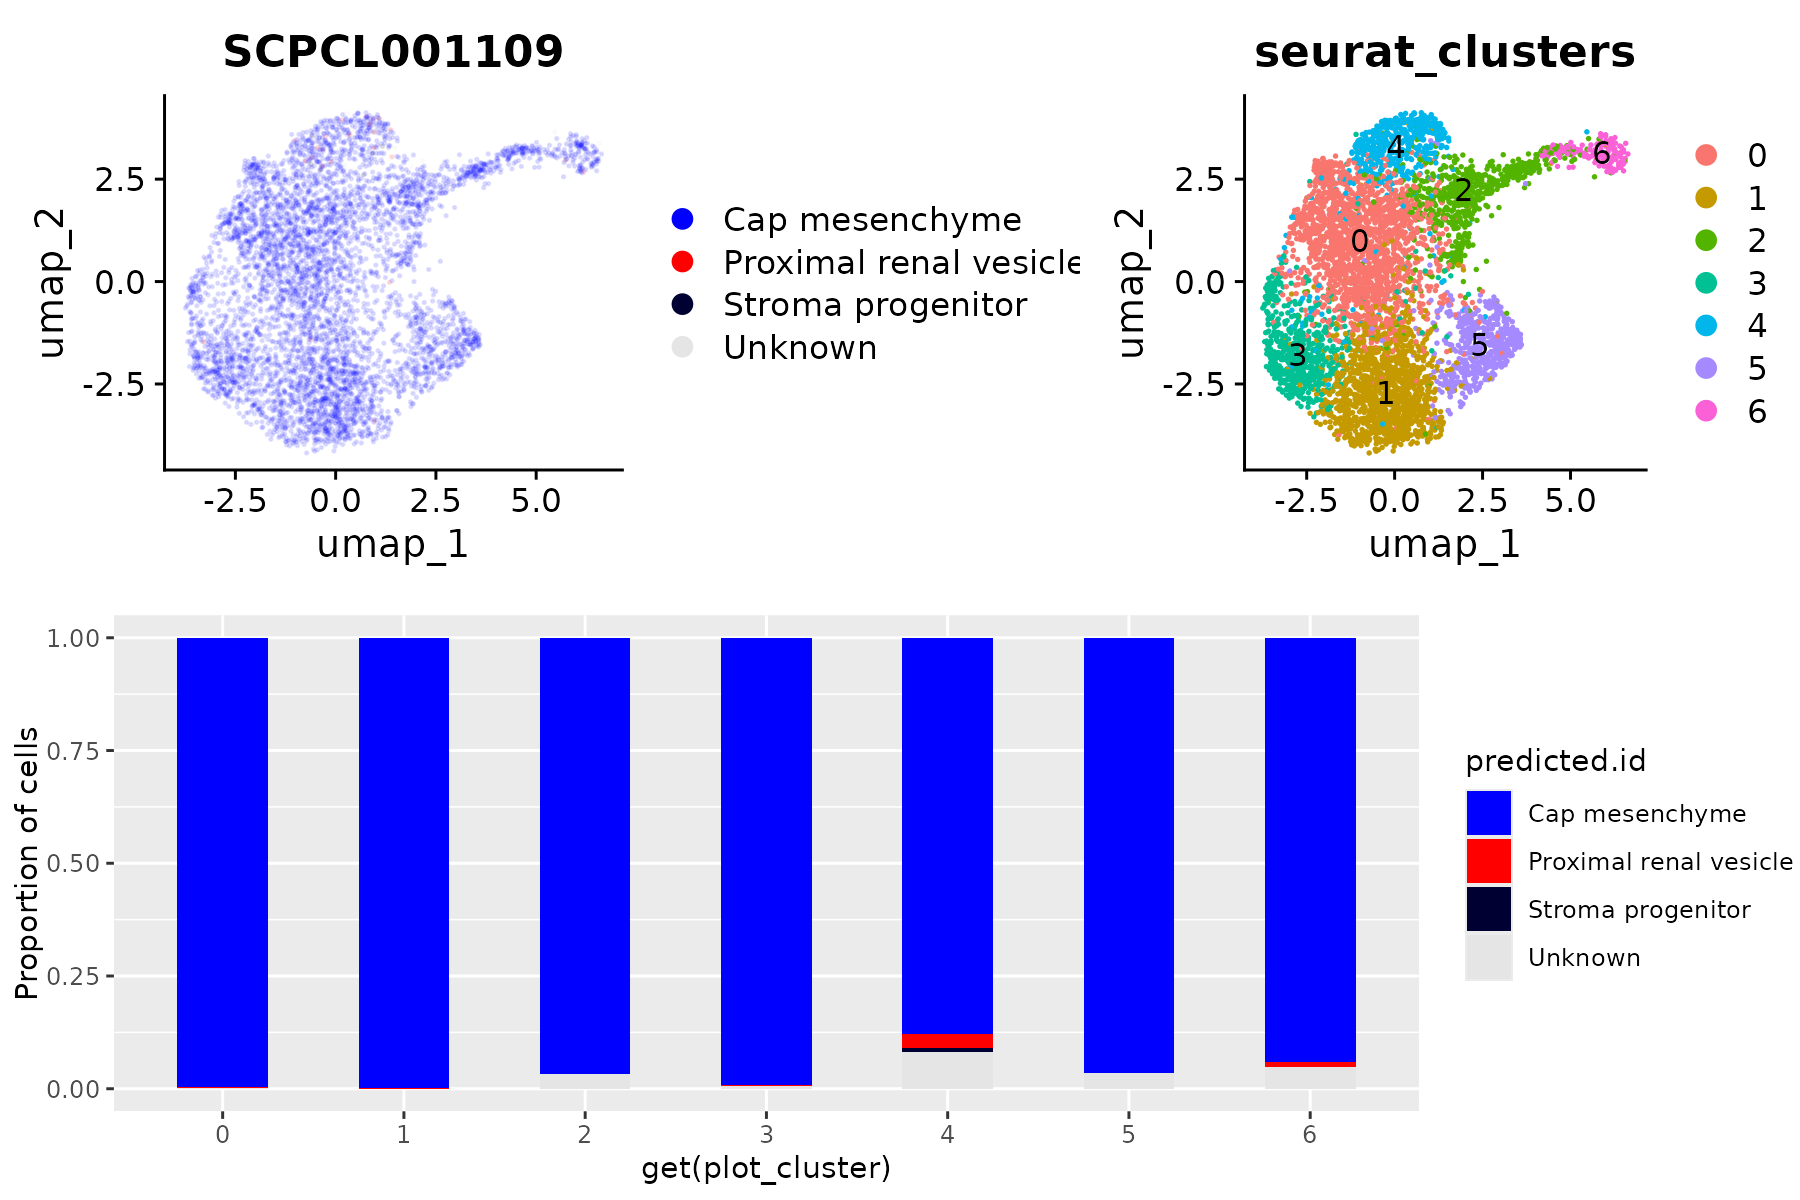 SCPCL001109
umap_2
2.5
0.0
-2.5
-2.5 0.0 2.5 5.0
umap_1
Cap mesenchyme
Proximal renal vesicle
Stroma progenitor
Unknown
seurat_clusters
umap_2
2.5
0.0
-2.5
4
6
2
0
5
3
1
-2.5 0.0 2.5 5.0
umap_1
0
1
2
3
4
5
6
Proportion of cells
1.00
0.75
0.50
0.25
0.00
0 1 2 3 4 5 6
get(plot_cluster)
predicted.id
Cap mesenchyme
Proximal renal vesicle
Stroma progenitor
Unknown